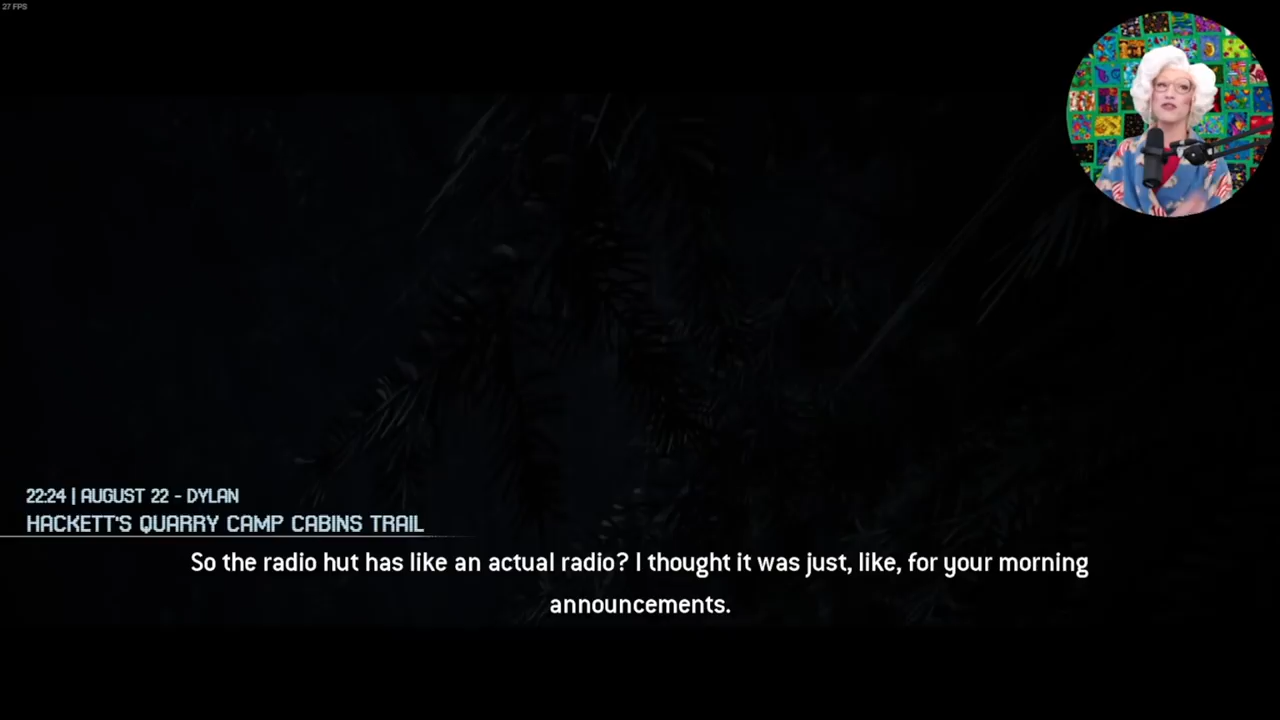 27 FPS
22:24 | AUGUST 22 - DYLAN
HACKETT'S QUARRY CAMP CABINS TRAIL
So the radio hut has like an actual radio? I thought it was just, like, for your morning
announcements.